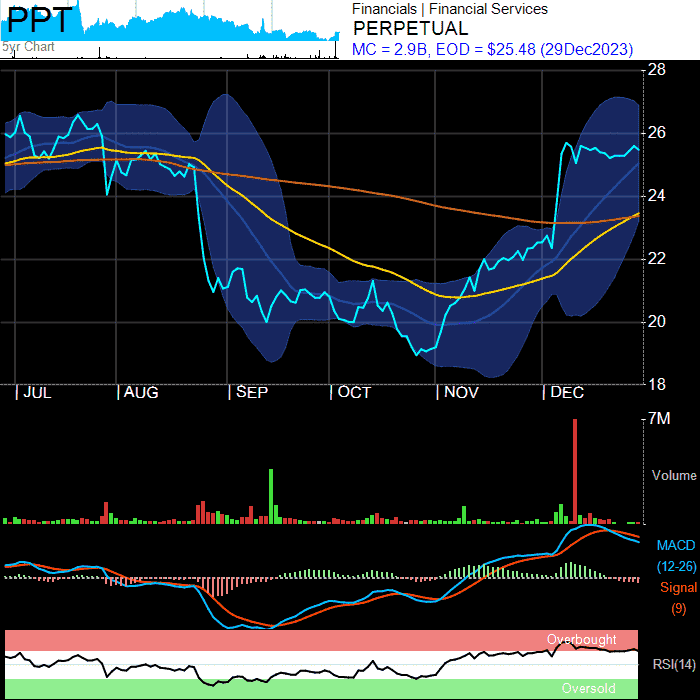 PPT
5yr Chart
Financials | Financial Services
PERPETUAL
MC = 2.9B, EOD = $25.48 (29Dec2023)
28
26
24
22
20
18
| JUL | AUG | SEP | OCT | NOV | DEC
7M
Volume
MACD
(12-26)
Signal
(9)
Overbought
RSI(14)
Oversold